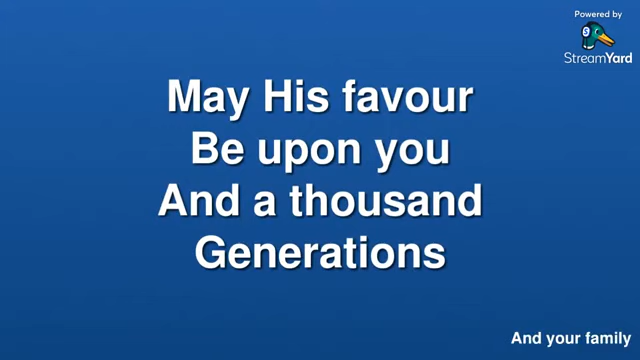 Powered by
StreamYard
May His favour
Be upon you
And a thousand
Generations
And your family